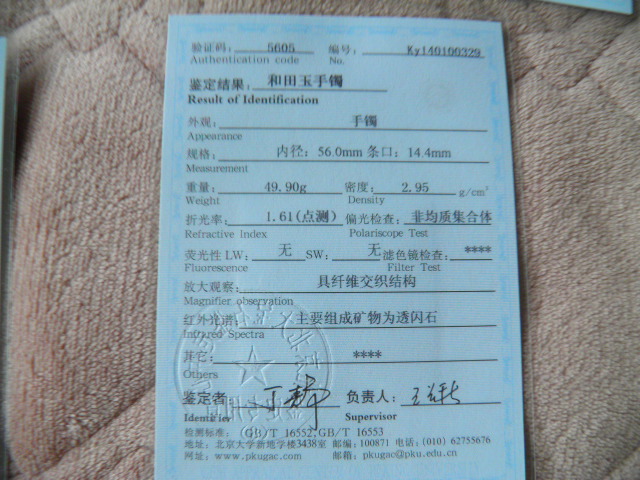 验证码: 5605 编号: Ky140100329
Authentication code No.
鉴定结果: 和田玉手镯
Result of Identification
外观: 手镯
Appearance
规格: 内径: 56.0mm 条口: 14.4mm
Measurement
重量: 49.90g 密度: 2.95 g/cm³
Weight Density
折光率: 1.61(点测) 偏光检查: 非均质集合体
Refractive Index Polariscope Test
荧光性 LW: 无 SW: 无 滤色镜检查: ****
Fluorescence Filter Test
放大观察: 具纤维交织结构
Magnifier observation
红外光谱: 主要组成矿物为透闪石
Infrared Spectra
其它: ****
Others
鉴定者 负责人:
Identifier Supervisor
检测标准: GB/T 16552,GB/T 16553
地址: 北京大学新地学楼3438室 邮编: 100871 电话: (010) 62755676
网址: www.pkugac.com 邮箱: pkugac@pku.edu.cn